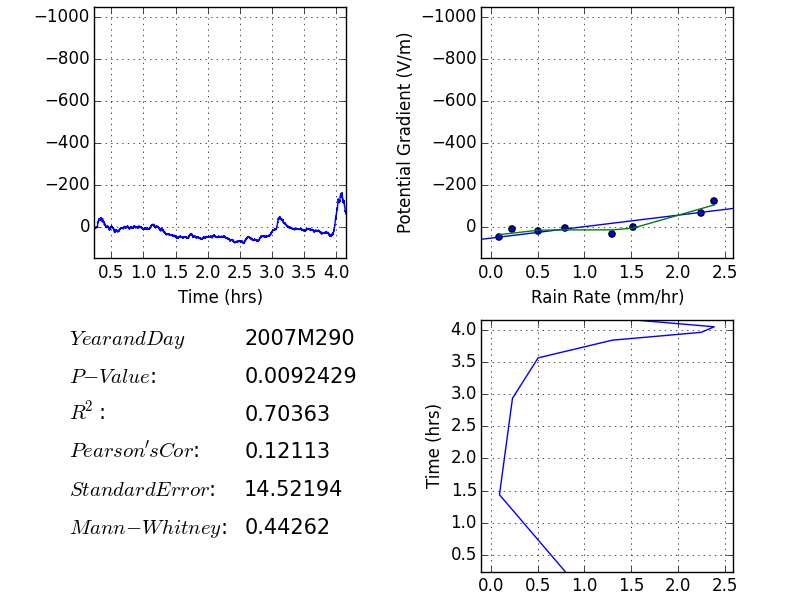 −1000
−800
−600
−400
−200
0
0.5 1.0 1.5 2.0 2.5 3.0 3.5 4.0
Time (hrs)
Potential Gradient (V/m)
−1000
−800
−600
−400
−200
0
0.0 0.5 1.0 1.5 2.0 2.5
Rain Rate (mm/hr)
YearandDay 2007M290
P−Value: 0.0092429
R²: 0.70363
Pearson'sCor: 0.12113
StandardError: 14.52194
Mann−Whitney: 0.44262
Time (hrs)
4.0
3.5
3.0
2.5
2.0
1.5
1.0
0.5
0.0 0.5 1.0 1.5 2.0 2.5